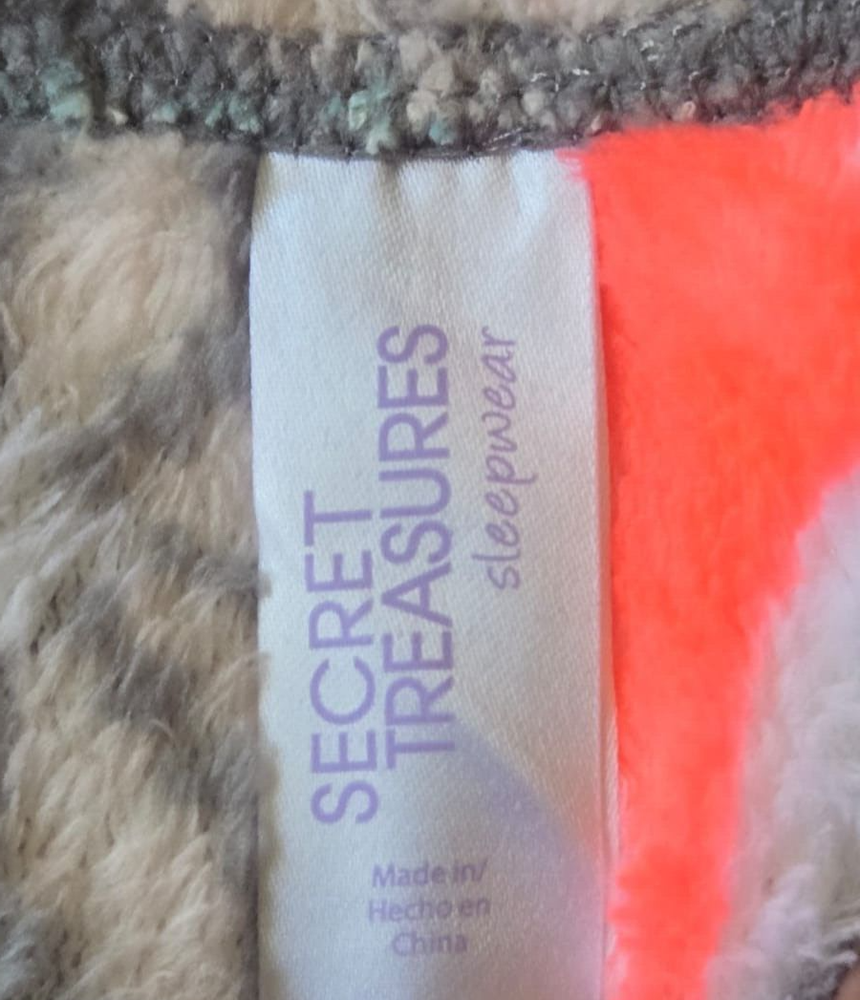 SECRET
TREASURES
sleepwear
Made in/
Hecho en
China